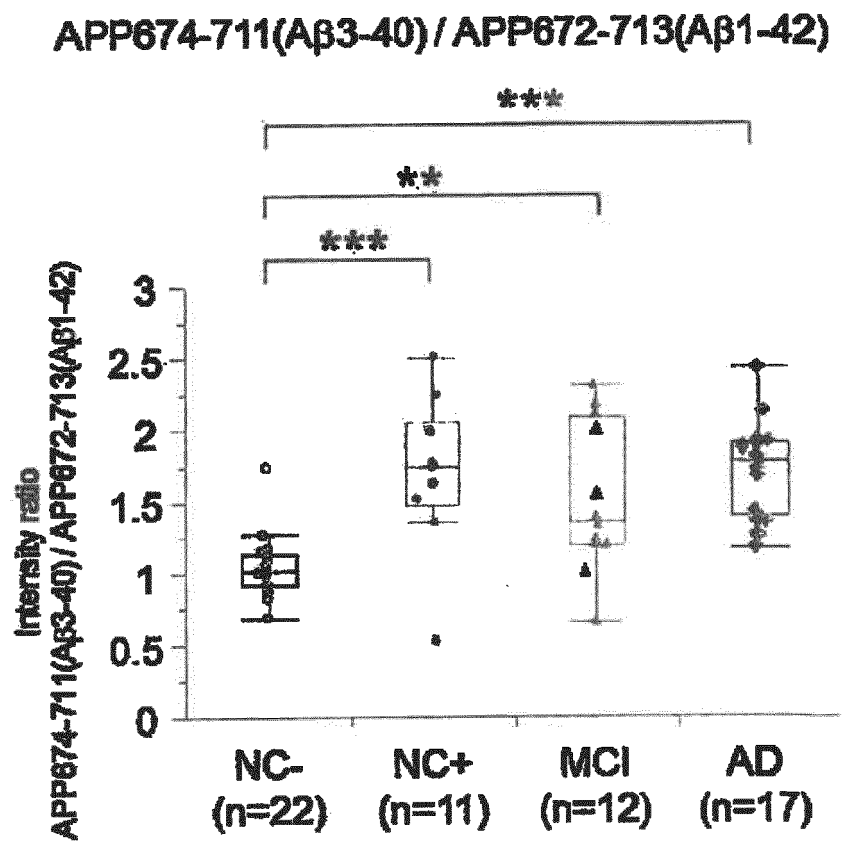 APP674-711(Aβ3-40) / APP672-713(Aβ1-42)
***
**
***
Intensity ratio
APP674-711(Aβ3-40) / APP672-713(Aβ1-42)
3
2.5
2
1.5
1
0.5
0
NC- NC+ MCI AD
(n=22) (n=11) (n=12) (n=17)